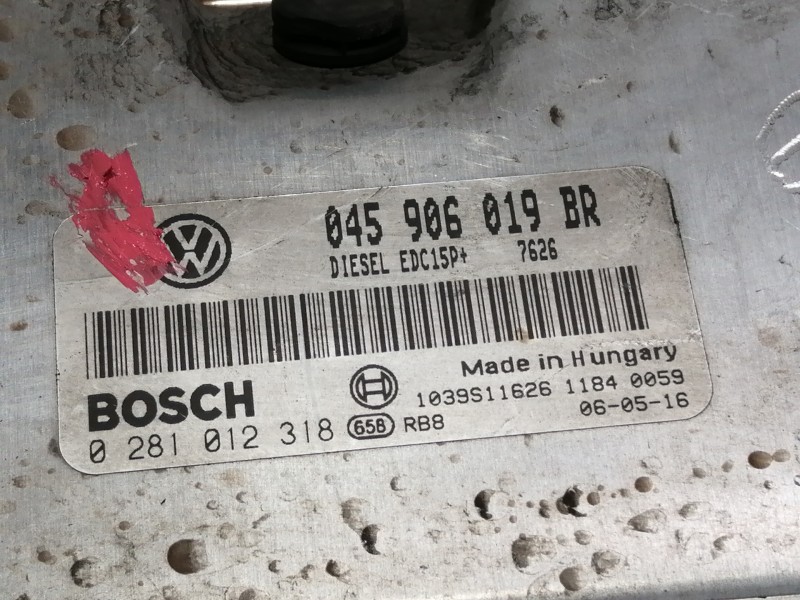 045 906 019 BR
DIESEL EDC15P+ 7626
Made in Hungary
BOSCH
1039S11626 1184 0059
0 281 012 318 658 RB8
06-05-16